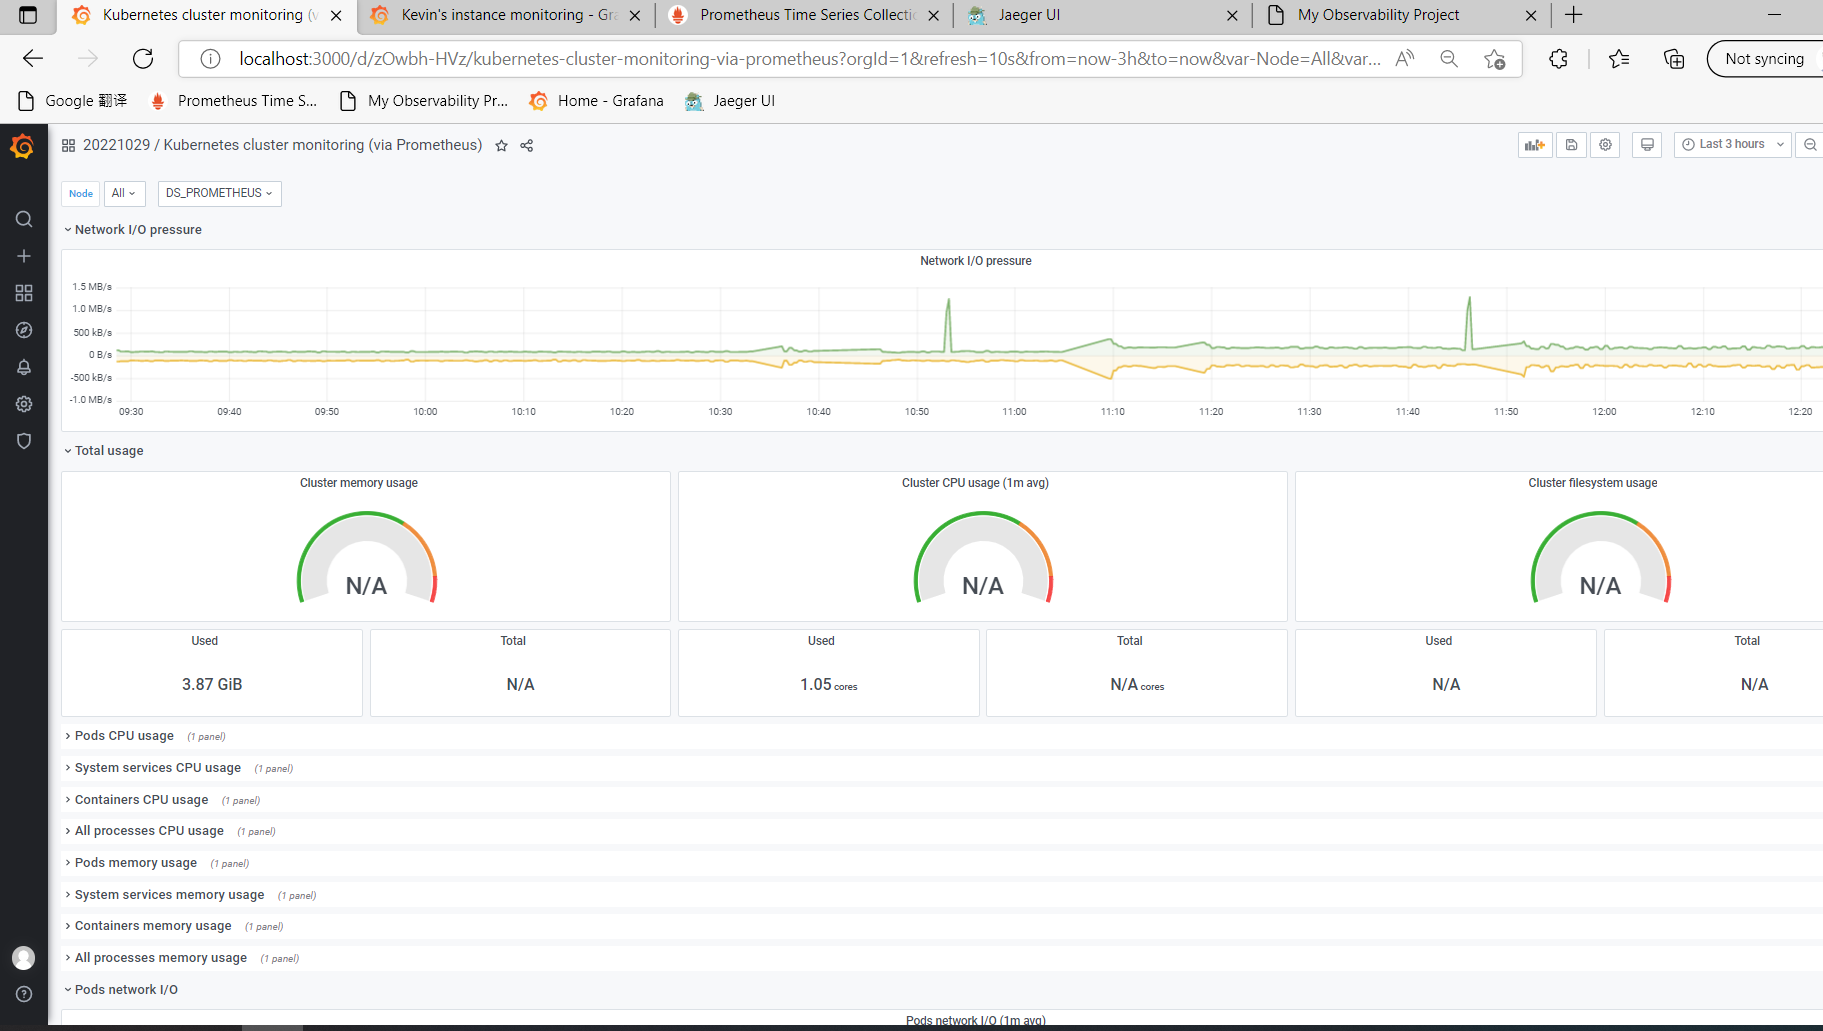 Kubernetes cluster monitoring (v
Kevin's instance monitoring - Gra
Prometheus Time Series Collectio
Jaeger UI
My Observability Project
localhost:3000/d/zOwbh-HVz/kubernetes-cluster-monitoring-via-prometheus?orgId=1&refresh=10s&from=now-3h&to=now&var-Node=All&var...
Not syncing
Google 翻译
Prometheus Time S...
My Observability Pr...
Home - Grafana
Jaeger UI
20221029 / Kubernetes cluster monitoring (via Prometheus)
Last 3 hours
Node
All
DS_PROMETHEUS
Network I/O pressure
Network I/O pressure
1.5 MB/s
1.0 MB/s
500 kB/s
0 B/s
-500 kB/s
-1.0 MB/s
09:30 09:40 09:50 10:00 10:10 10:20 10:30 10:40 10:50 11:00 11:10 11:20 11:30 11:40 11:50 12:00 12:10 12:20
Total usage
Cluster memory usage
N/A
Cluster CPU usage (1m avg)
N/A
Cluster filesystem usage
N/A
Used
3.87 GiB
Total
N/A
Used
1.05 cores
Total
N/A cores
Used
N/A
Total
N/A
Pods CPU usage (1 panel)
System services CPU usage (1 panel)
Containers CPU usage (1 panel)
All processes CPU usage (1 panel)
Pods memory usage (1 panel)
System services memory usage (1 panel)
Containers memory usage (1 panel)
All processes memory usage (1 panel)
Pods network I/O
Pods network I/O (1m avg)